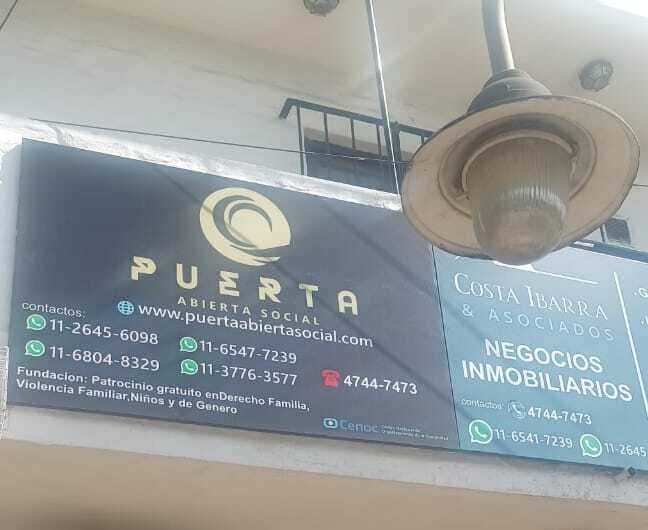 PUERTA
ABIERTA SOCIAL
www.puertaabiertasocial.com
contactos:
11-2645-6098
11-6547-7239
11-6804-8329
11-3776-3577
4744-7473
Fundacion: Patrocinio gratuito enDerecho Familia,
Violencia Familiar,Niños y de Genero
Cenoc
COSTA IBARRA
& ASOCIADOS
NEGOCIOS
INMOBILIARIOS
contactos:
4744-7473
11-6541-7239
11-2645